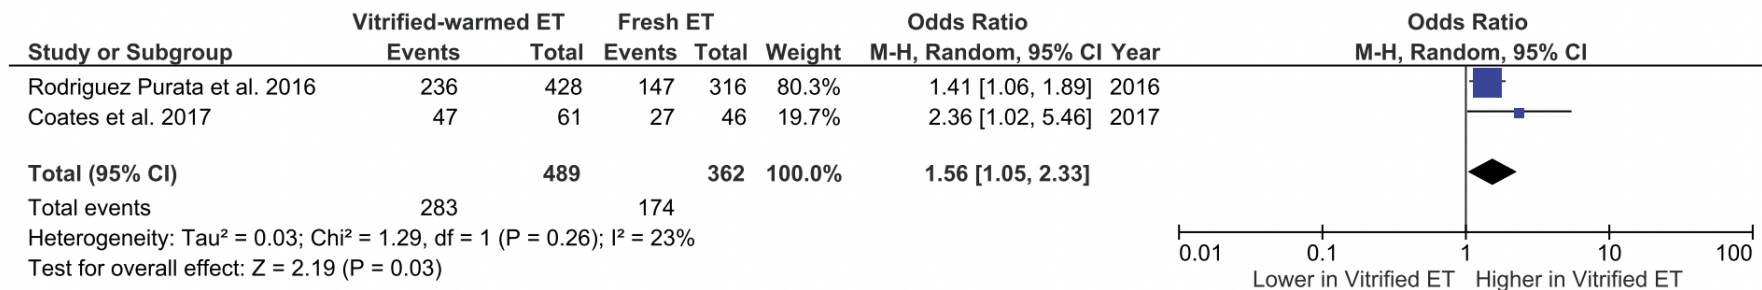 Vitrified-warmed ET Fresh ET Odds Ratio Odds Ratio
Study or Subgroup Events Total Events Total Weight M-H, Random, 95% CI Year M-H, Random, 95% CI
Rodriguez Purata et al. 2016 236 428 147 316 80.3% 1.41 [1.06, 1.89] 2016
Coates et al. 2017 47 61 27 46 19.7% 2.36 [1.02, 5.46] 2017
Total (95% CI) 489 362 100.0% 1.56 [1.05, 2.33]
Total events 283 174
Heterogeneity: Tau² = 0.03; Chi² = 1.29, df = 1 (P = 0.26); I² = 23%
Test for overall effect: Z = 2.19 (P = 0.03)
0.01 0.1 1 10 100
Lower in Vitrified ET Higher in Vitrified ET